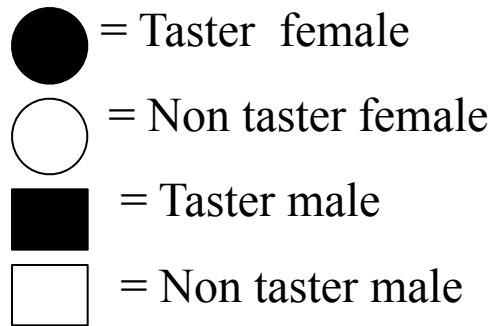 = Taster female
= Non taster female
= Taster male
= Non taster male